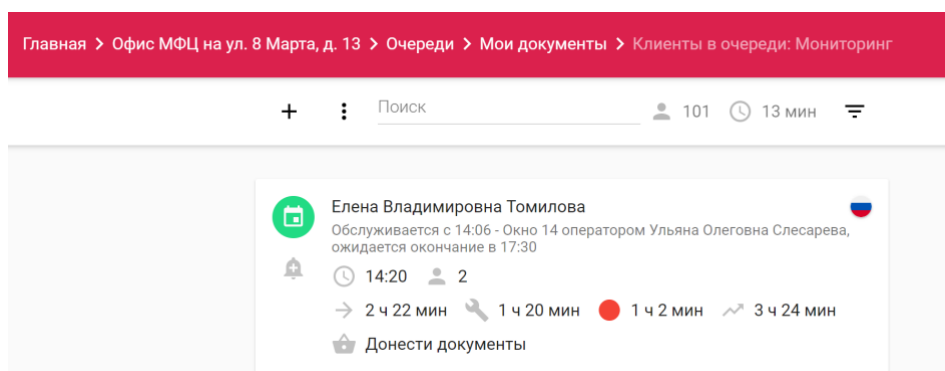 Главная > Офис МФЦ на ул. 8 Марта, д. 13 > Очереди > Мои документы > Клиенты в очереди: Мониторинг
Поиск 101 13 мин
Елена Владимировна Томилова
Обслуживается с 14:06 - Окно 14 оператором Ульяна Олеговна Слесарева,
ожидается окончание в 17:30
14:20 2
2 ч 22 мин 1 ч 20 мин 1 ч 2 мин 3 ч 24 мин
Донести документы